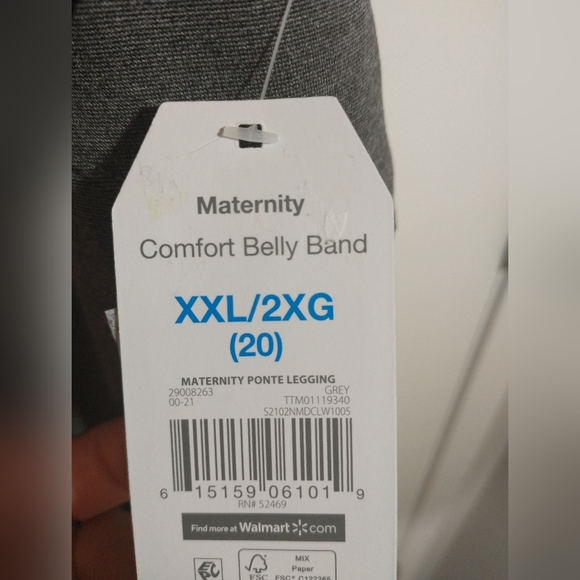 Maternity
Comfort Belly Band
XXL/2XG
(20)
MATERNITY PONTE LEGGING
29008263 GREY
00-21 TTM01119340
S2102NMDCLW1005
6 15159 06101 9
RN# 52469
Find more at Walmart.com
MIX
Paper
FSC